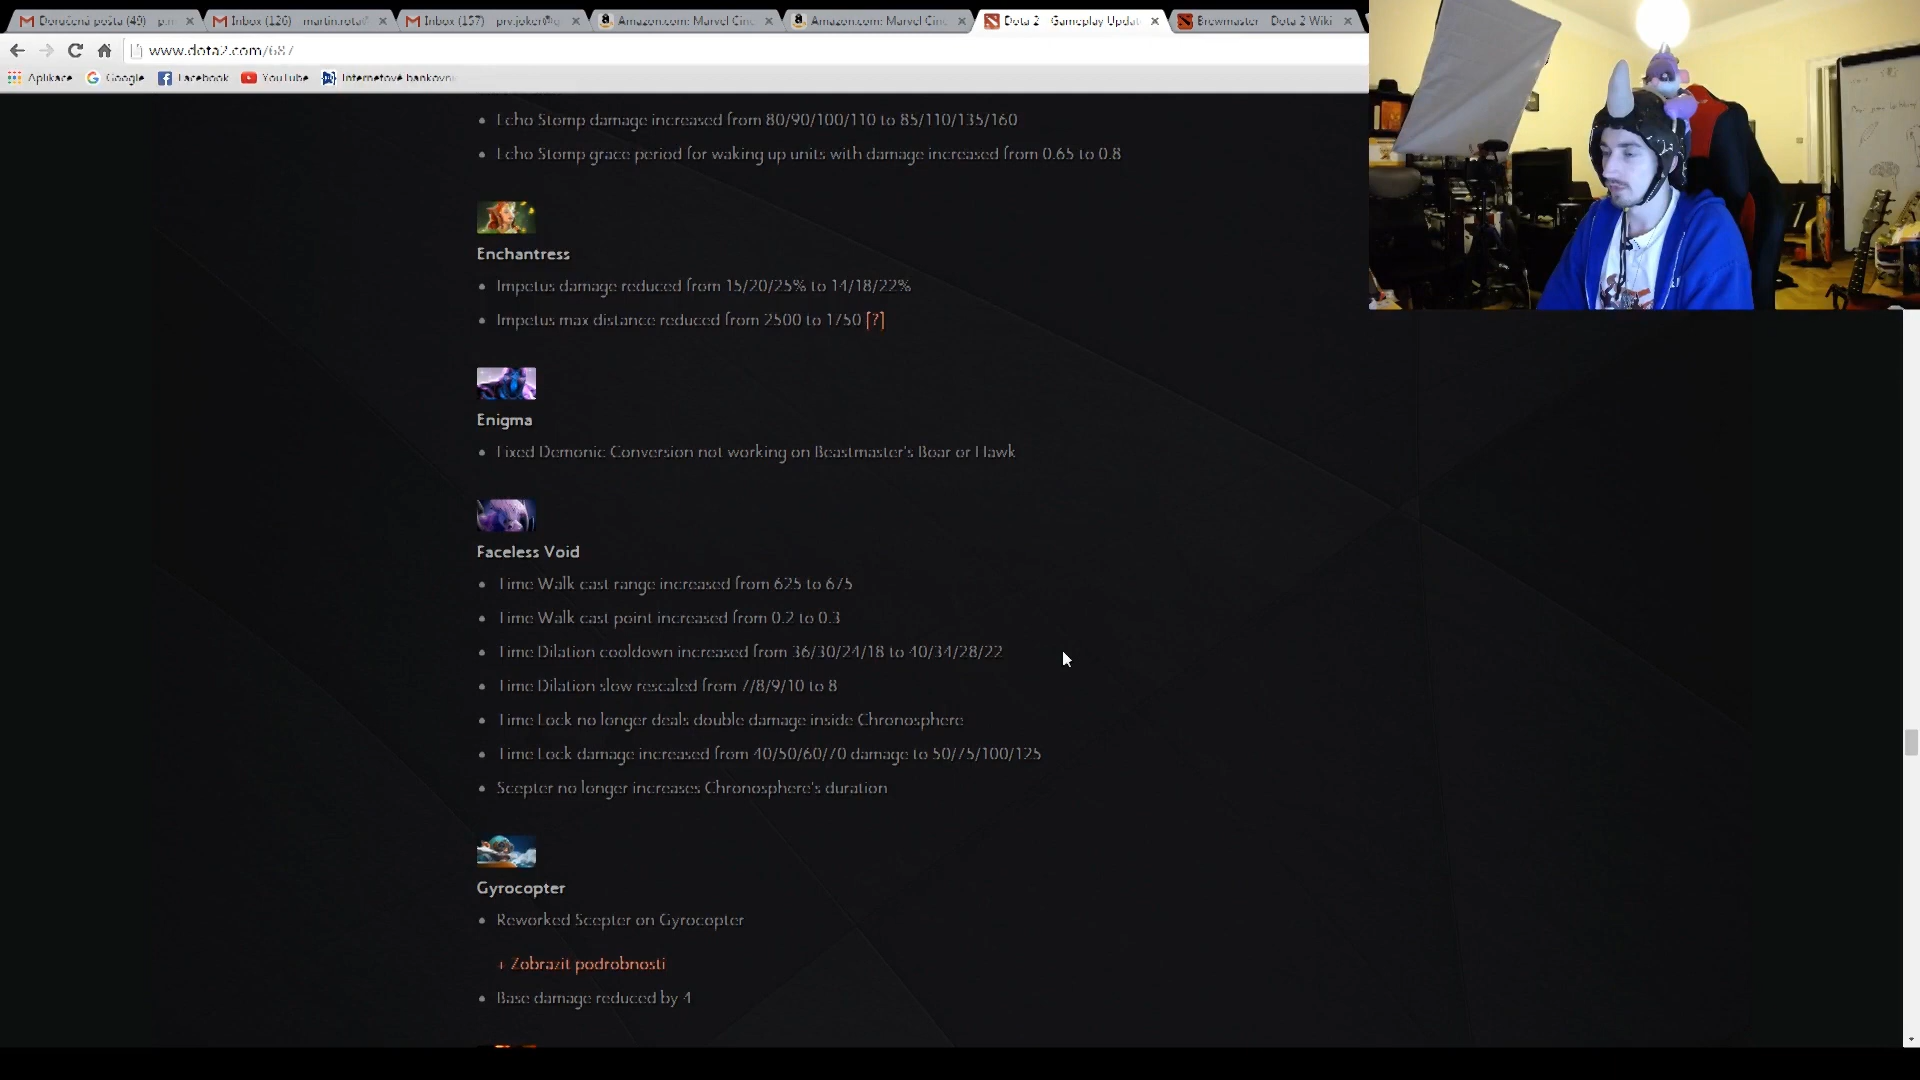 Doručená pošta (49)
Inbox (126) martin.rota
Inbox (157) prv.joker
Amazon.com: Marvel Cinc
Amazon.com: Marvel Cinc
Dota 2 Gameplay Updat
Brewmaster Dota 2 Wiki
www.dota2.com/687
Aplikace Google Facebook YouTube Internetové bankovn
Echo Stomp damage increased from 80/90/100/110 to 85/110/135/160
Echo Stomp grace period for waking up units with damage increased from 0.65 to 0.8
Enchantress
Impetus damage reduced from 15/20/25% to 14/18/22%
Impetus max distance reduced from 2500 to 1750 [?]
Enigma
Fixed Demonic Conversion not working on Beastmaster's Boar or Hawk
Faceless Void
Time Walk cast range increased from 625 to 675
Time Walk cast point increased from 0.2 to 0.3
Time Dilation cooldown increased from 36/30/24/18 to 40/34/28/22
Time Dilation slow rescaled from 7/8/9/10 to 8
Time Lock no longer deals double damage inside Chronosphere
Time Lock damage increased from 40/50/60/70 damage to 50/75/100/125
Scepter no longer increases Chronosphere's duration
Gyrocopter
Reworked Scepter on Gyrocopter
+ Zobrazit podrobnosti
Base damage reduced by 4